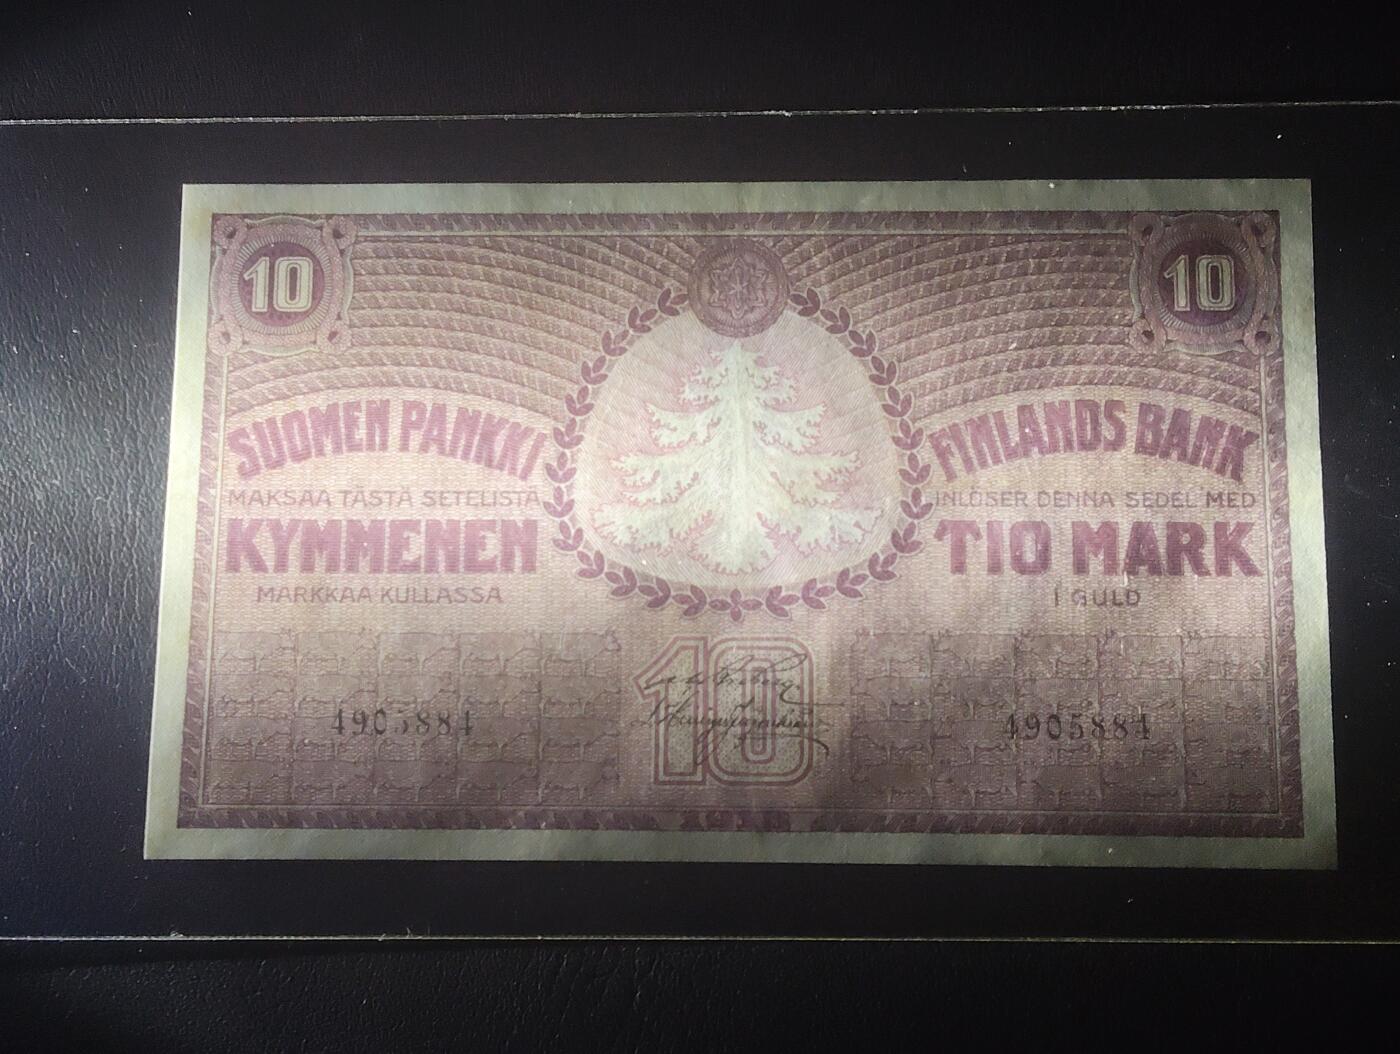 10
10
SUOMEN PANKKI
MAKSAA TÄSTÄ SETELISTÄ
KYMMENEN
MARKKAA KULLASSA
FINLANDS BANK
INLÖSER DENNA SEDEL MED
TIO MARK
I GULD
10
4905884
4905884